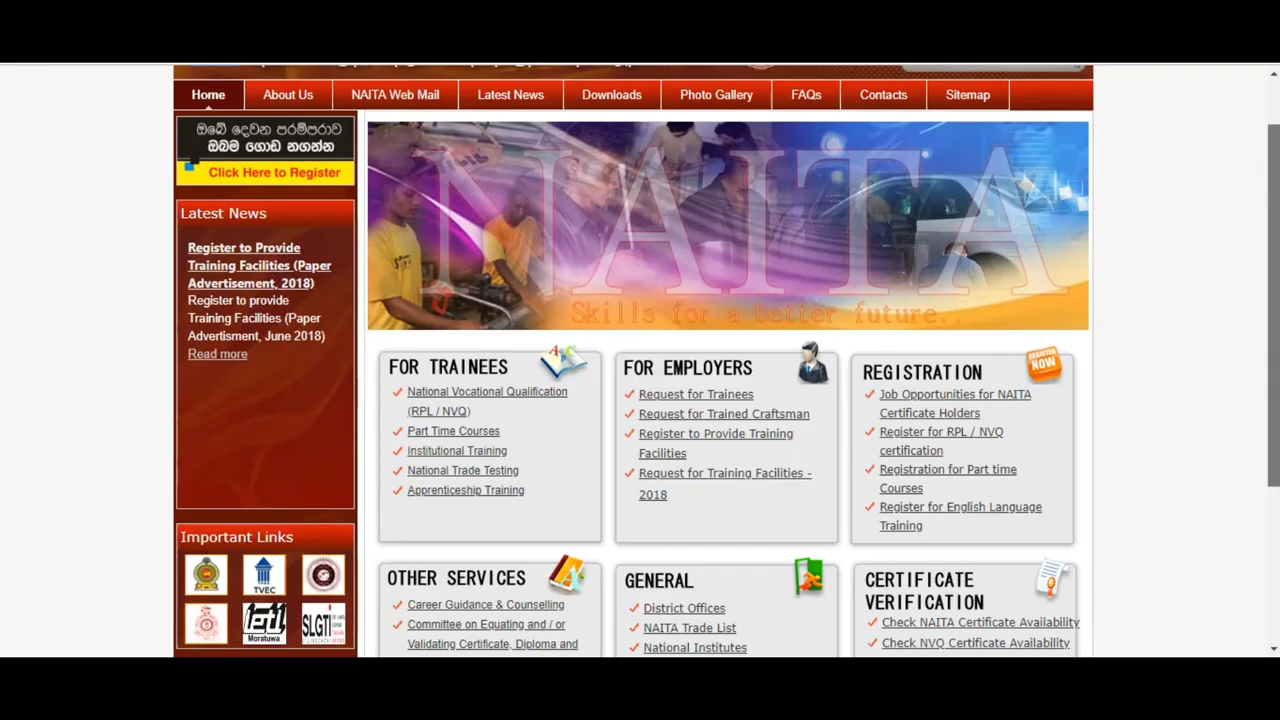 Home
About Us
NAITA Web Mail
Latest News
Downloads
Photo Gallery
FAQs
Contacts
Sitemap
ඔබේ දෙවන පරම්පරාව
ඔබම ගොඩ නගන්න
Click Here to Register
Latest News
Register to Provide
Training Facilities (Paper
Advertisement, 2018)
Register to provide
Training Facilities (Paper
Advertisment, June 2018)
Read more
Important Links
TVEC
Moratuwa
SLGTI
NAITA
Skills for a better future..
FOR TRAINEES
National Vocational Qualification
(RPL / NVQ)
Part Time Courses
Institutional Training
National Trade Testing
Apprenticeship Training
FOR EMPLOYERS
Request for Trainees
Request for Trained Craftsman
Register to Provide Training
Facilities
Request for Training Facilities -
2018
REGISTRATION
REGISTER
NOW
Job Opportunities for NAITA
Certificate Holders
Register for RPL / NVQ
certification
Registration for Part time
Courses
Register for English Language
Training
OTHER SERVICES
Career Guidance & Counselling
Committee on Equating and / or
Validating Certificate, Diploma and
GENERAL
District Offices
NAITA Trade List
National Institutes
CERTIFICATE
VERIFICATION
Check NAITA Certificate Availability
Check NVQ Certificate Availability